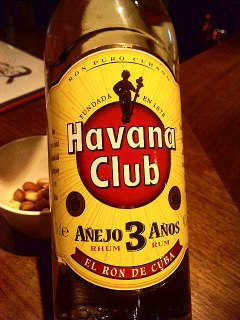 RON PURO CUBANO
FUNDADA EN 1878
Havana
Club
AÑEJO 3 AÑOS
RHUM RUM
EL RON DE CUBA